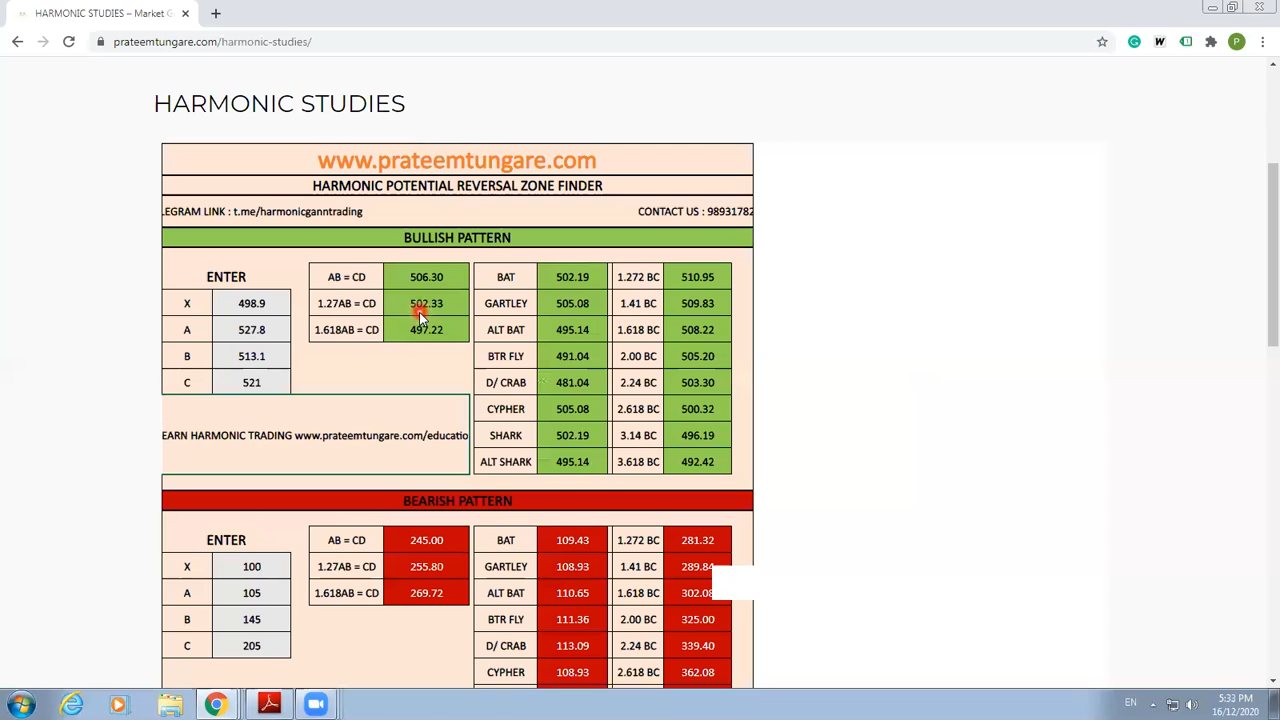 HARMONIC STUDIES – Market G
prateemtungare.com/harmonic-studies/
HARMONIC STUDIES
www.prateemtungare.com
HARMONIC POTENTIAL REVERSAL ZONE FINDER
LEGRAM LINK : t.me/harmonicganntrading CONTACT US : 98931782
BULLISH PATTERN
ENTER AB = CD 506.30 BAT 502.19 1.272 BC 510.95
X 498.9 1.27AB = CD 502.33 GARTLEY 505.08 1.41 BC 509.83
A 527.8 1.618AB = CD 497.22 ALT BAT 495.14 1.618 BC 508.22
B 513.1 BTR FLY 491.04 2.00 BC 505.20
C 521 D/ CRAB 481.04 2.24 BC 503.30
CYPHER 505.08 2.618 BC 500.32
EARN HARMONIC TRADING www.prateemtungare.com/educatio SHARK 502.19 3.14 BC 496.19
ALT SHARK 495.14 3.618 BC 492.42
BEARISH PATTERN
ENTER AB = CD 245.00 BAT 109.43 1.272 BC 281.32
X 100 1.27AB = CD 255.80 GARTLEY 108.93 1.41 BC 289.84
A 105 1.618AB = CD 269.72 ALT BAT 110.65 1.618 BC 302.08
B 145 BTR FLY 111.36 2.00 BC 325.00
C 205 D/ CRAB 113.09 2.24 BC 339.40
CYPHER 108.93 2.618 BC 362.08
EN 5:33 PM
16/12/2020